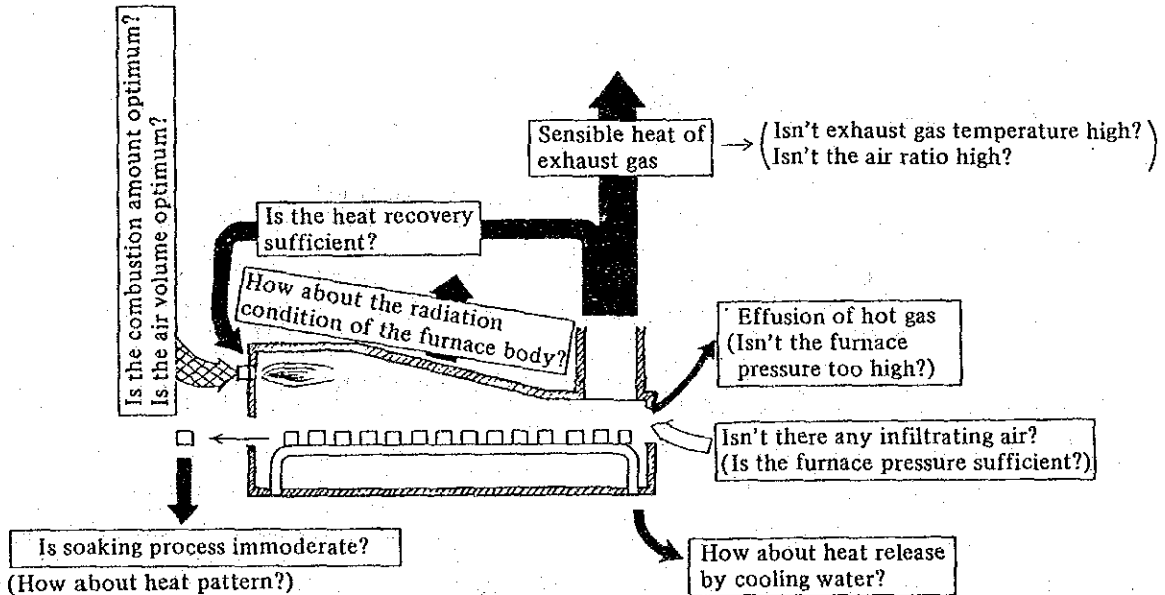 Is the combustion amount optimum?
Is the air volume optimum?
Sensible heat of
exhaust gas
Isn't exhaust gas temperature high?
Isn't the air ratio high?
Is the heat recovery
sufficient?
How about the radiation
condition of the furnace body?
Effusion of hot gas
(Isn't the furnace
pressure too high?)
Isn't there any infiltrating air?
(Is the furnace pressure sufficient?)
Is soaking process immoderate?
(How about heat pattern?)
How about heat release
by cooling water?